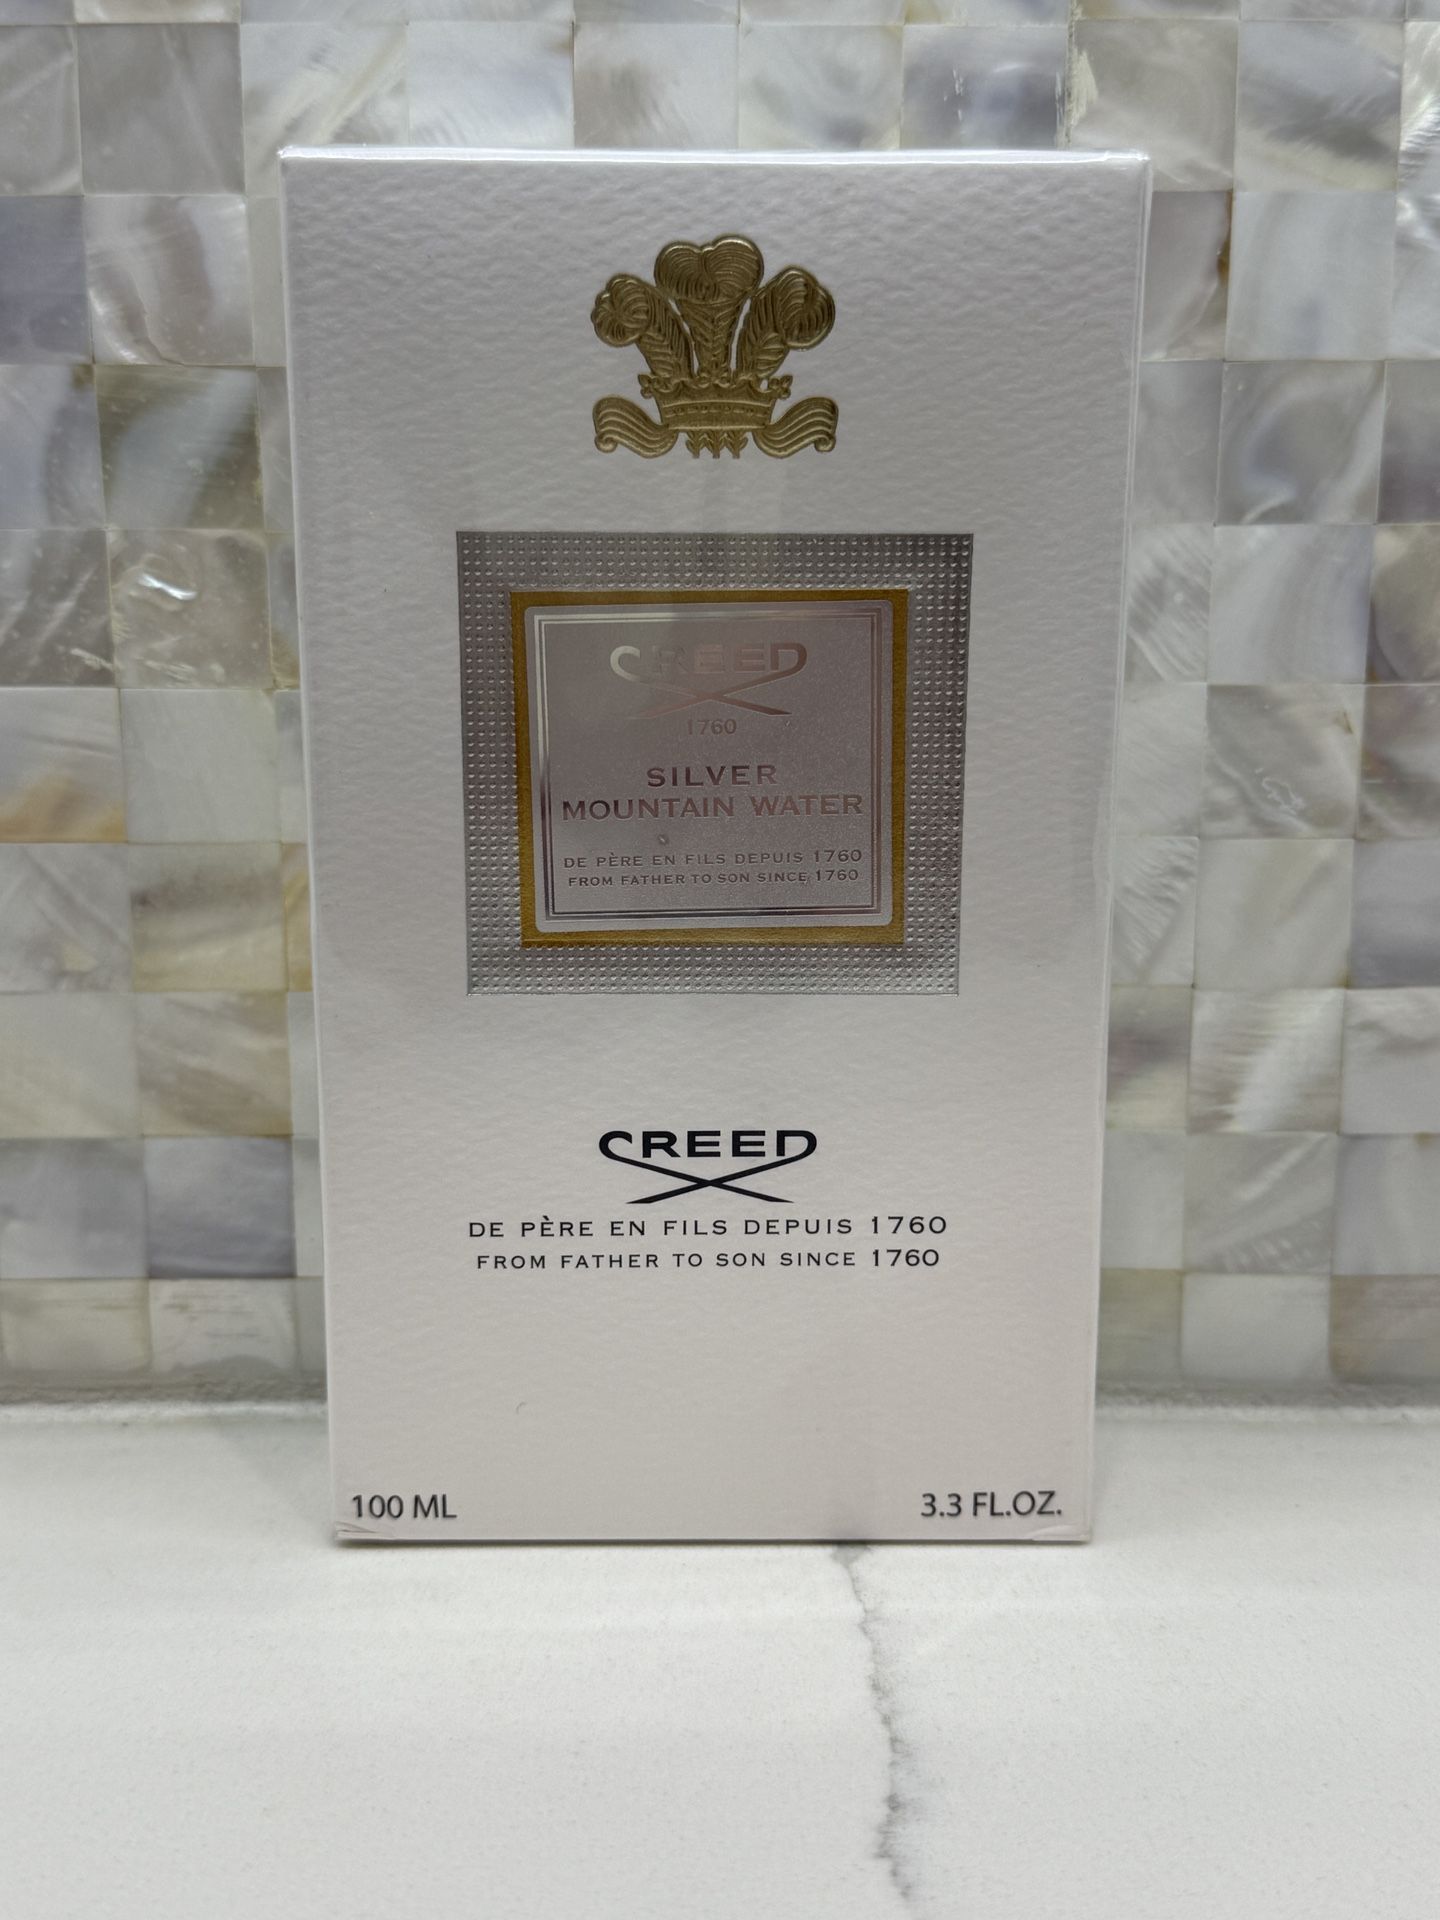 CREED
1760
SILVER
MOUNTAIN WATER
DE PÈRE EN FILS DEPUIS 1760
FROM FATHER TO SON SINCE 1760
CREED
DE PÈRE EN FILS DEPUIS 1760
FROM FATHER TO SON SINCE 1760
100 ML 3.3 FL.OZ.